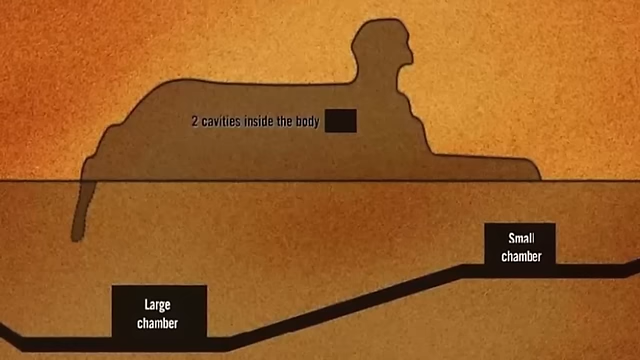 2 cavities inside the body
Small
chamber
Large
chamber